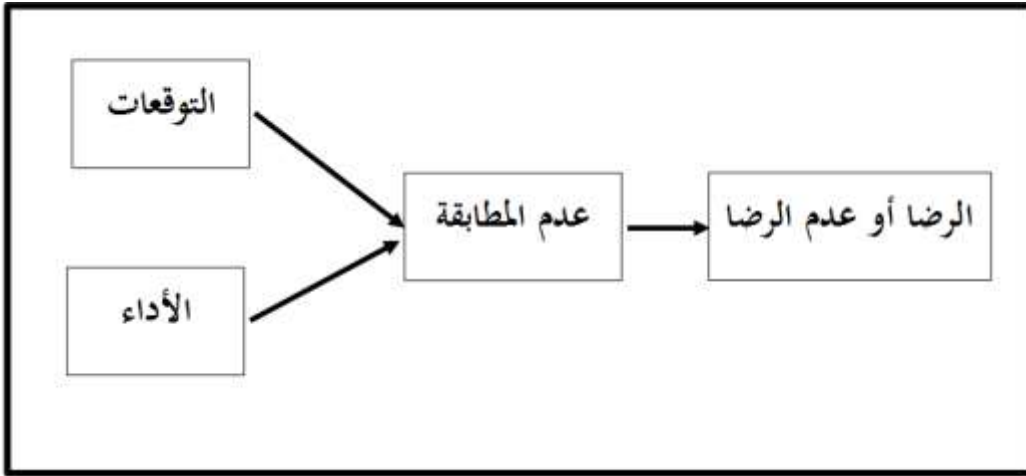 التوقعات
عدم المطابقة
الرضا أو عدم الرضا
الأداء